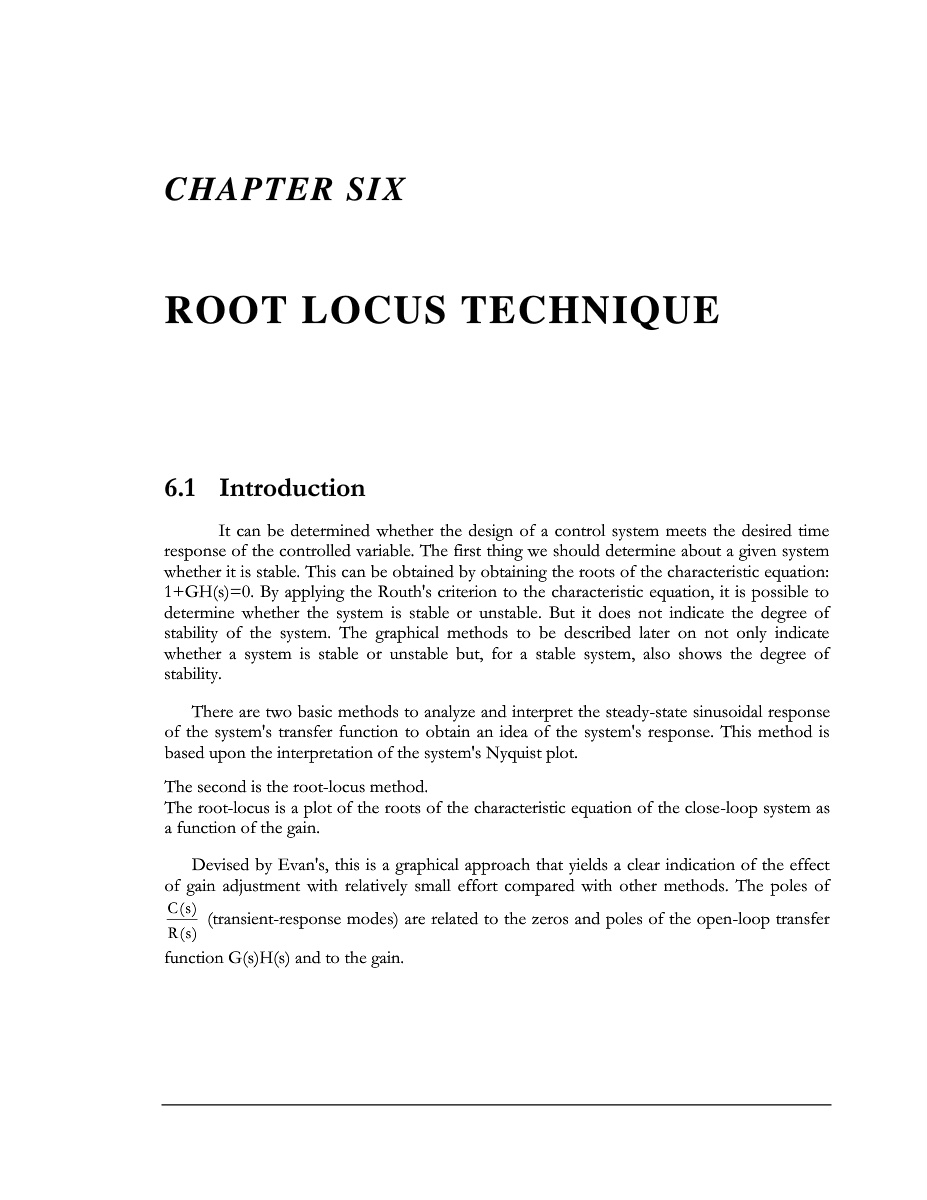 CHAPTER SIX
ROOT LOCUS TECHNIQUE
6.1 Introduction
It can be determined whether the design of a control system meets the desired time
response of the controlled variable. The first thing we should determine about a given system
whether it is stable. This can be obtained by obtaining the roots of the characteristic equation:
1+GH(s)=0. By applying the Routh's criterion to the characteristic equation, it is possible to
determine whether the system is stable or unstable. But it does not indicate the degree of
stability of the system. The graphical methods to be described later on not only indicate
whether a system is stable or unstable but, for a stable system, also shows the degree of
stability.
There are two basic methods to analyze and interpret the steady-state sinusoidal response
of the system's transfer function to obtain an idea of the system's response. This method is
based upon the interpretation of the system's Nyquist plot.
The second is the root-locus method.
The root-locus is a plot of the roots of the characteristic equation of the close-loop system as
a function of the gain.
Devised by Evan's, this is a graphical approach that yields a clear indication of the effect
of gain adjustment with relatively small effort compared with other methods. The poles of
C(s)
R(s)
(transient-response modes) are related to the zeros and poles of the open-loop transfer
function G(s)H(s) and to the gain.